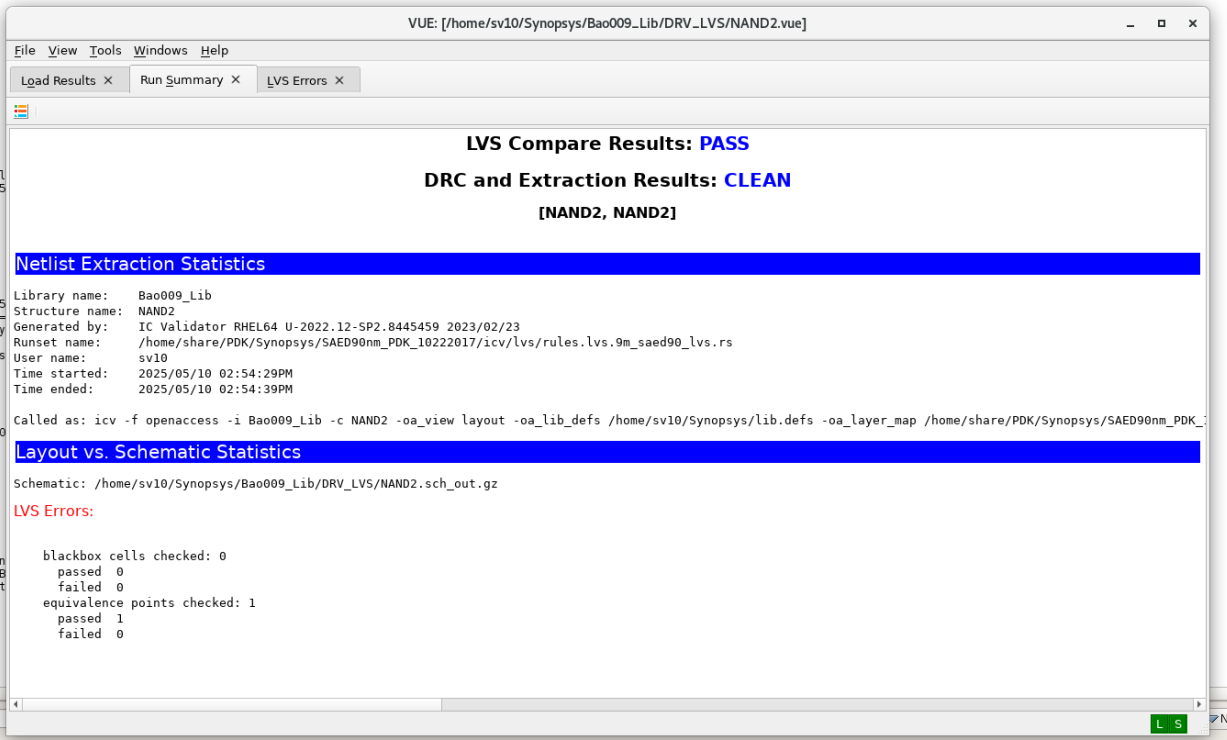 VUE: [/home/sv10/Synopsys/Bao009_Lib/DRV_LVS/NAND2.vue]
File View Tools Windows Help
Load Results Run Summary LVS Errors
LVS Compare Results: PASS
DRC and Extraction Results: CLEAN
[NAND2, NAND2]
Netlist Extraction Statistics
Library name: Bao009_Lib
Structure name: NAND2
Generated by: IC Validator RHEL64 U-2022.12-SP2.8445459 2023/02/23
Runset name: /home/share/PDK/Synopsys/SAED90nm_PDK_10222017/icv/lvs/rules.lvs.9m_saed90_lvs.rs
User name: sv10
Time started: 2025/05/10 02:54:29PM
Time ended: 2025/05/10 02:54:39PM
Called as: icv -f openaccess -i Bao009_Lib -c NAND2 -oa_view layout -oa_lib_defs /home/sv10/Synopsys/lib.defs -oa_layer_map /home/share/PDK/Synopsys/SAED90nm_PDK_
Layout vs. Schematic Statistics
Schematic: /home/sv10/Synopsys/Bao009_Lib/DRV_LVS/NAND2.sch_out.gz
LVS Errors:
blackbox cells checked: 0
passed 0
failed 0
equivalence points checked: 1
passed 1
failed 0
L S